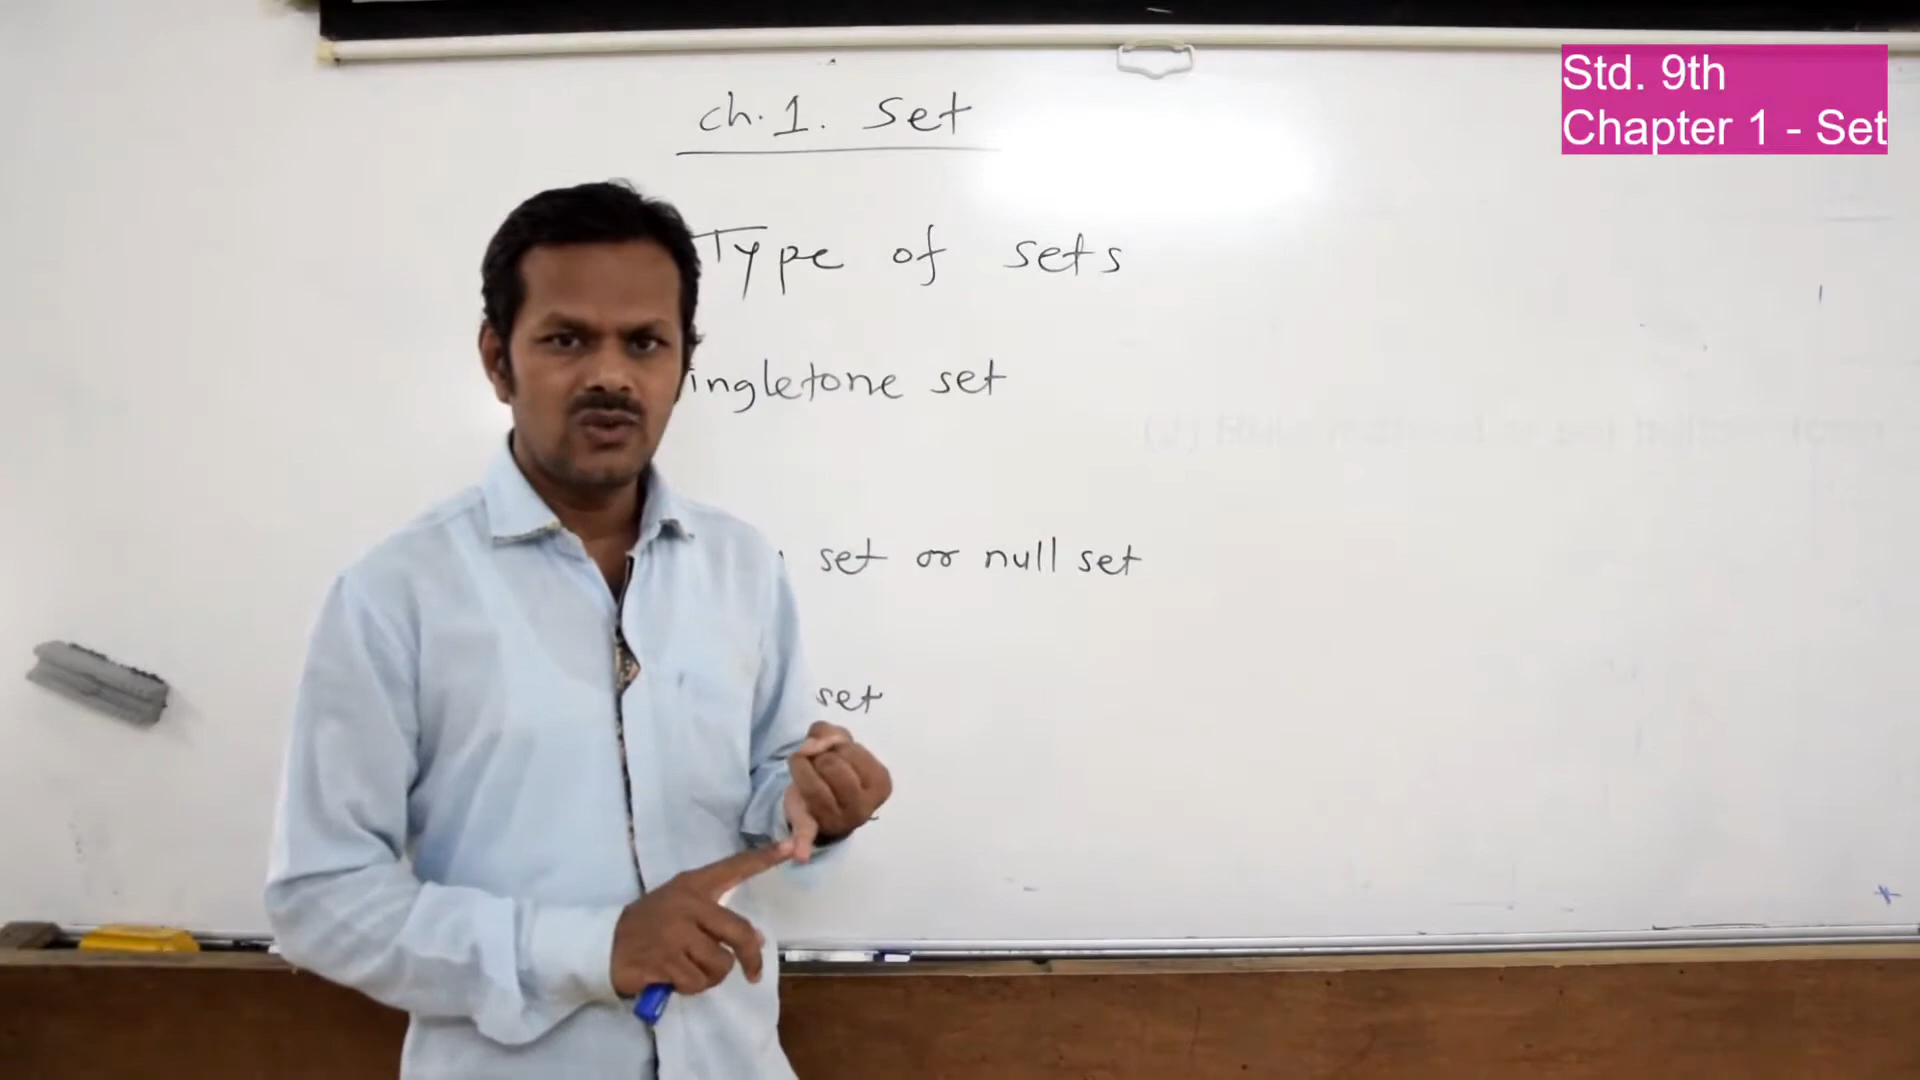 Std. 9th
Chapter 1 - Set
ch. 1. Set
Type of sets
ingletone set
set or null set
set